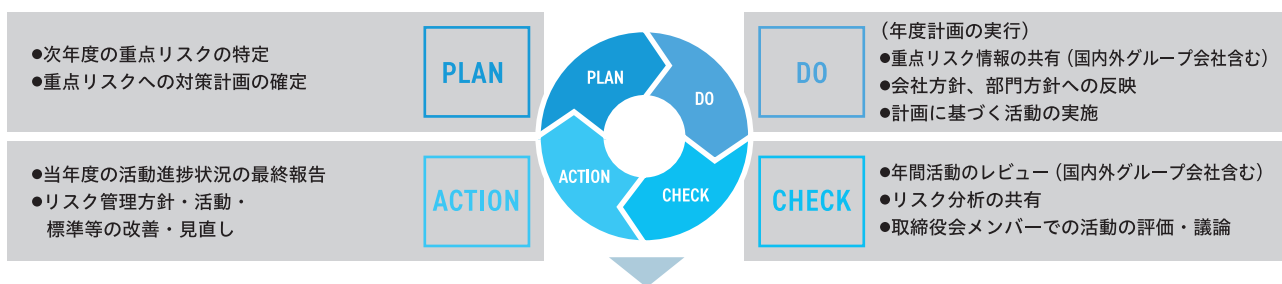 ●次年度の重点リスクの特定
●重点リスクへの対策計画の確定
PLAN
PLAN
DO
DO
（年度計画の実行）
●重点リスク情報の共有（国内外グループ会社含む）
●会社方針、部門方針への反映
●計画に基づく活動の実施
●当年度の活動進捗状況の最終報告
●リスク管理方針・活動・
標準等の改善・見直し
ACTION
ACTION
CHECK
CHECK
●年間活動のレビュー（国内外グループ会社含む）
●リスク分析の共有
●取締役会メンバーでの活動の評価・議論